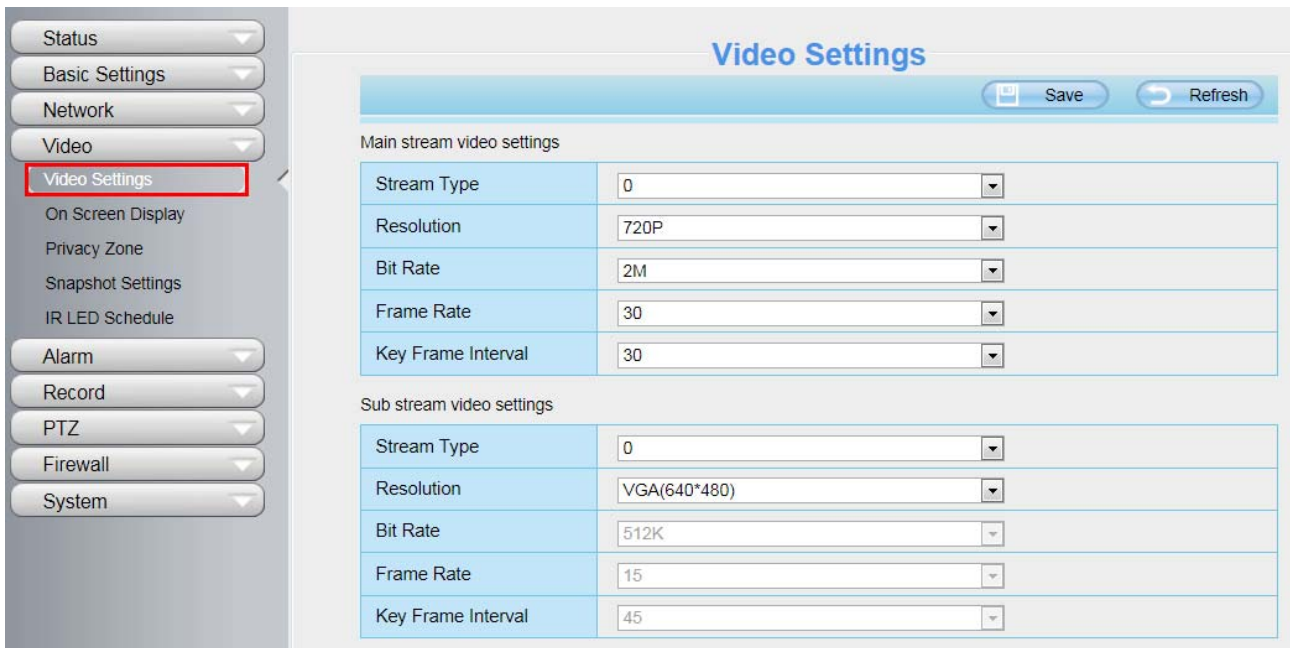 Status
Basic Settings
Network
Video
Video Settings
On Screen Display
Privacy Zone
Snapshot Settings
IR LED Schedule
Alarm
Record
PTZ
Firewall
System
Video Settings
Save Refresh
Main stream video settings
Stream Type 0
Resolution 720P
Bit Rate 2M
Frame Rate 30
Key Frame Interval 30
Sub stream video settings
Stream Type 0
Resolution VGA(640*480)
Bit Rate 512K
Frame Rate 15
Key Frame Interval 45